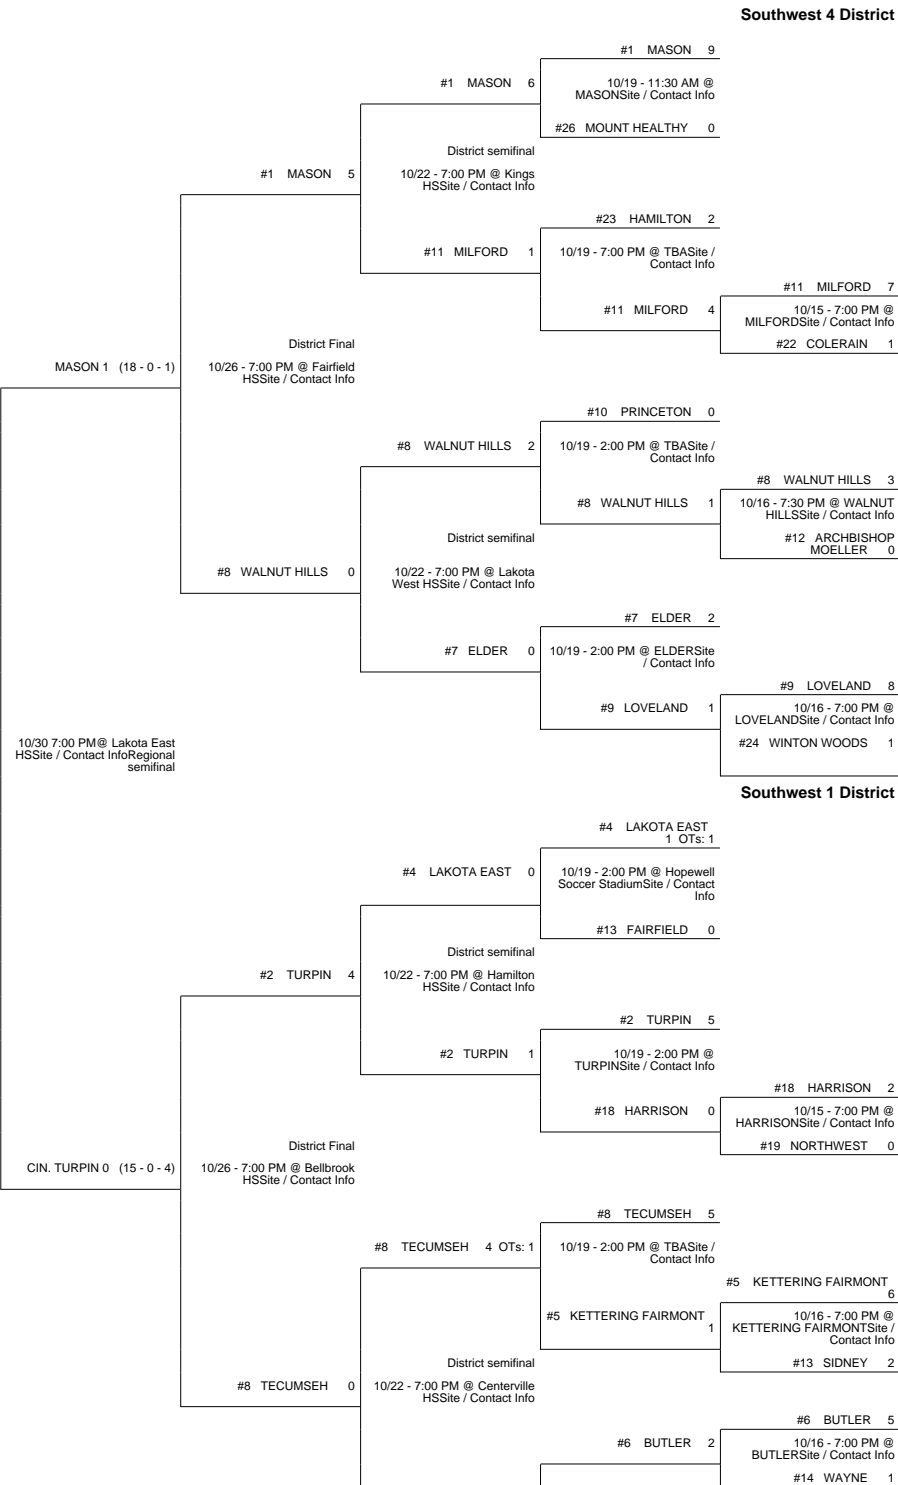 Southwest 4 District
#1 MASON 9
10/19 - 11:30 AM @
MASONSite / Contact Info
#1 MASON 6
#26 MOUNT HEALTHY 0
District semifinal
10/22 - 7:00 PM @ Kings
HSSite / Contact Info
#1 MASON 5
#23 HAMILTON 2
10/19 - 7:00 PM @ TBASite /
Contact Info
#11 MILFORD 1
#11 MILFORD 7
10/15 - 7:00 PM @
MILFORDSite / Contact Info
#11 MILFORD 4
#22 COLERAIN 1
District Final
10/26 - 7:00 PM @ Fairfield
HSSite / Contact Info
MASON 1 (18 - 0 - 1)
#10 PRINCETON 0
10/19 - 2:00 PM @ TBASite /
Contact Info
#8 WALNUT HILLS 2
#8 WALNUT HILLS 3
10/16 - 7:30 PM @ WALNUT
HILLSSite / Contact Info
#8 WALNUT HILLS 1
#12 ARCHBISHOP
MOELLER 0
District semifinal
10/22 - 7:00 PM @ Lakota
West HSSite / Contact Info
#8 WALNUT HILLS 0
#7 ELDER 2
10/19 - 2:00 PM @ ELDERSite
/ Contact Info
#7 ELDER 0
#9 LOVELAND 8
10/16 - 7:00 PM @
LOVELANDSite / Contact Info
#9 LOVELAND 1
#24 WINTON WOODS 1
10/30 7:00 PM@ Lakota East
HSSite / Contact InfoRegional
semifinal
Southwest 1 District
#4 LAKOTA EAST
1 OTs: 1
10/19 - 2:00 PM @ Hopewell
Soccer StadiumSite / Contact
Info
#4 LAKOTA EAST 0
#13 FAIRFIELD 0
District semifinal
10/22 - 7:00 PM @ Hamilton
HSSite / Contact Info
#2 TURPIN 4
#2 TURPIN 5
10/19 - 2:00 PM @
TURPINSite / Contact Info
#2 TURPIN 1
#18 HARRISON 2
10/15 - 7:00 PM @
HARRISONSite / Contact Info
#18 HARRISON 0
#19 NORTHWEST 0
District Final
10/26 - 7:00 PM @ Bellbrook
HSSite / Contact Info
CIN. TURPIN 0 (15 - 0 - 4)
#8 TECUMSEH 5
10/19 - 2:00 PM @ TBASite /
Contact Info
#8 TECUMSEH 4 OTs: 1
#5 KETTERING FAIRMONT
6
10/16 - 7:00 PM @
KETTERING FAIRMONTSite /
Contact Info
#5 KETTERING FAIRMONT
1
#13 SIDNEY 2
District semifinal
10/22 - 7:00 PM @ Centerville
HSSite / Contact Info
#8 TECUMSEH 0
#6 BUTLER 5
10/16 - 7:00 PM @
BUTLERSite / Contact Info
#6 BUTLER 2
#14 WAYNE 1